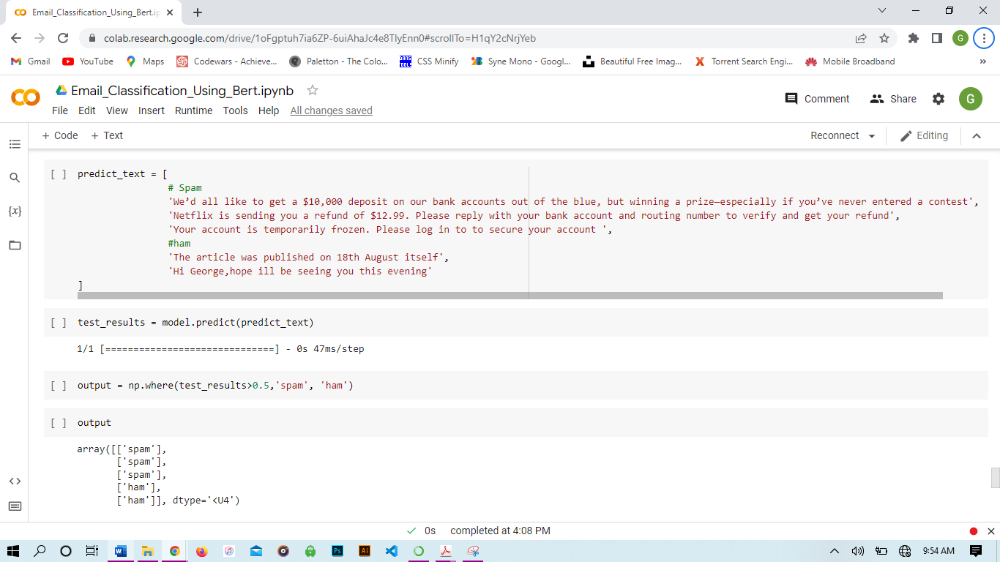 Email_Classification_Using_Bert.ip
colab.research.google.com/drive/1oFgptuh7ia6ZP-6uiAhaJc4e8TIyEnn0#scrollTo=H1qY2cNrjYeb
G
Gmail YouTube Maps Codewars - Achieve... Paletton - The Colo... CSS Minify Syne Mono - Googl... Beautiful Free Imag... Torrent Search Engi... Mobile Broadband »
Email_Classification_Using_Bert.ipynb
Comment Share G
File Edit View Insert Runtime Tools Help All changes saved
+ Code + Text Reconnect Editing
[ ] predict_text = [
# Spam
'We’d all like to get a $10,000 deposit on our bank accounts out of the blue, but winning a prize—especially if you’ve never entered a contest',
'Netflix is sending you a refund of $12.99. Please reply with your bank account and routing number to verify and get your refund',
'Your account is temporarily frozen. Please log in to to secure your account ',
#ham
'The article was published on 18th August itself',
'Hi George,hope ill be seeing you this evening'
]
[ ] test_results = model.predict(predict_text)
1/1 [==============================] - 0s 47ms/step
[ ] output = np.where(test_results>0.5,'spam', 'ham')
[ ] output
array([['spam'],
['spam'],
['spam'],
['ham'],
['ham']], dtype='<U4')
0s completed at 4:08 PM
9:54 AM